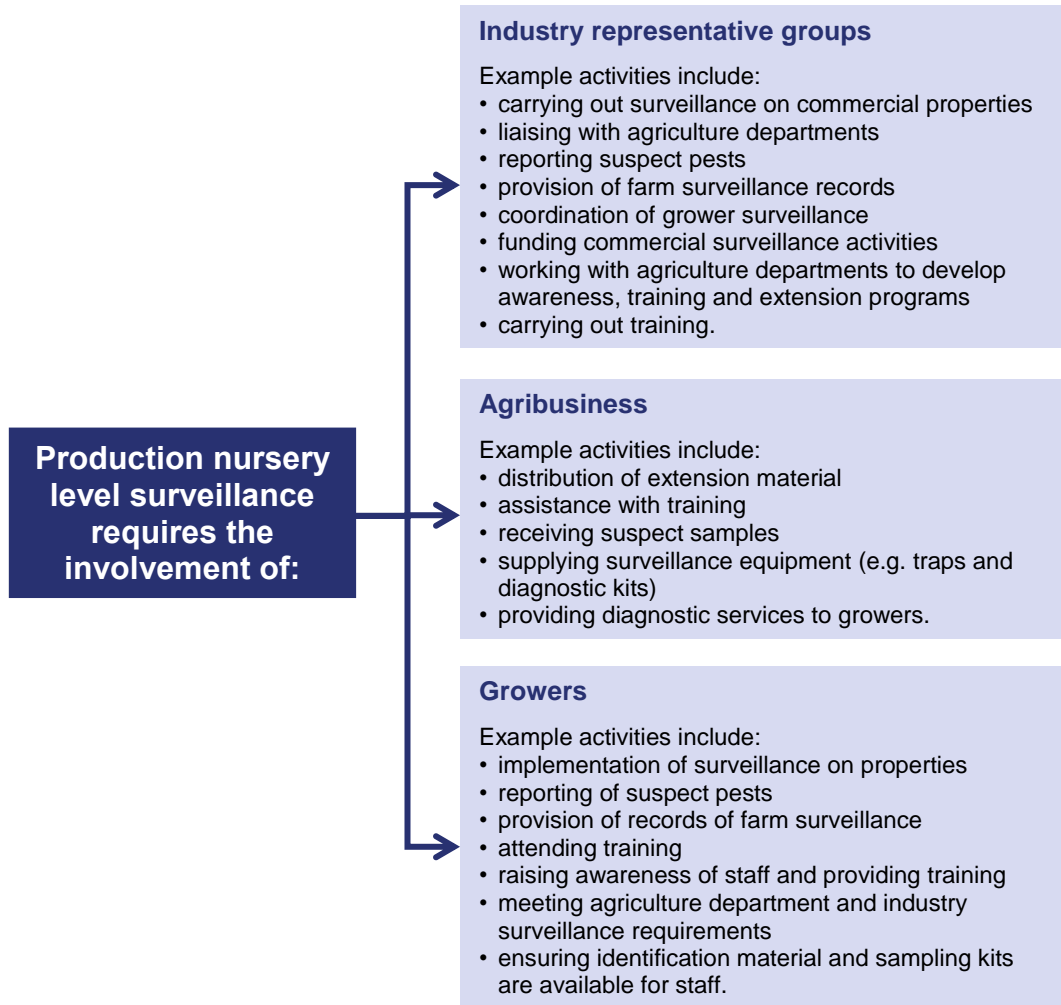 Production nursery
level surveillance
requires the
involvement of:
Industry representative groups
Example activities include:
• carrying out surveillance on commercial properties
• liaising with agriculture departments
• reporting suspect pests
• provision of farm surveillance records
• coordination of grower surveillance
• funding commercial surveillance activities
• working with agriculture departments to develop
awareness, training and extension programs
• carrying out training.
Agribusiness
Example activities include:
• distribution of extension material
• assistance with training
• receiving suspect samples
• supplying surveillance equipment (e.g. traps and
diagnostic kits)
• providing diagnostic services to growers.
Growers
Example activities include:
• implementation of surveillance on properties
• reporting of suspect pests
• provision of records of farm surveillance
• attending training
• raising awareness of staff and providing training
• meeting agriculture department and industry
surveillance requirements
• ensuring identification material and sampling kits
are available for staff.